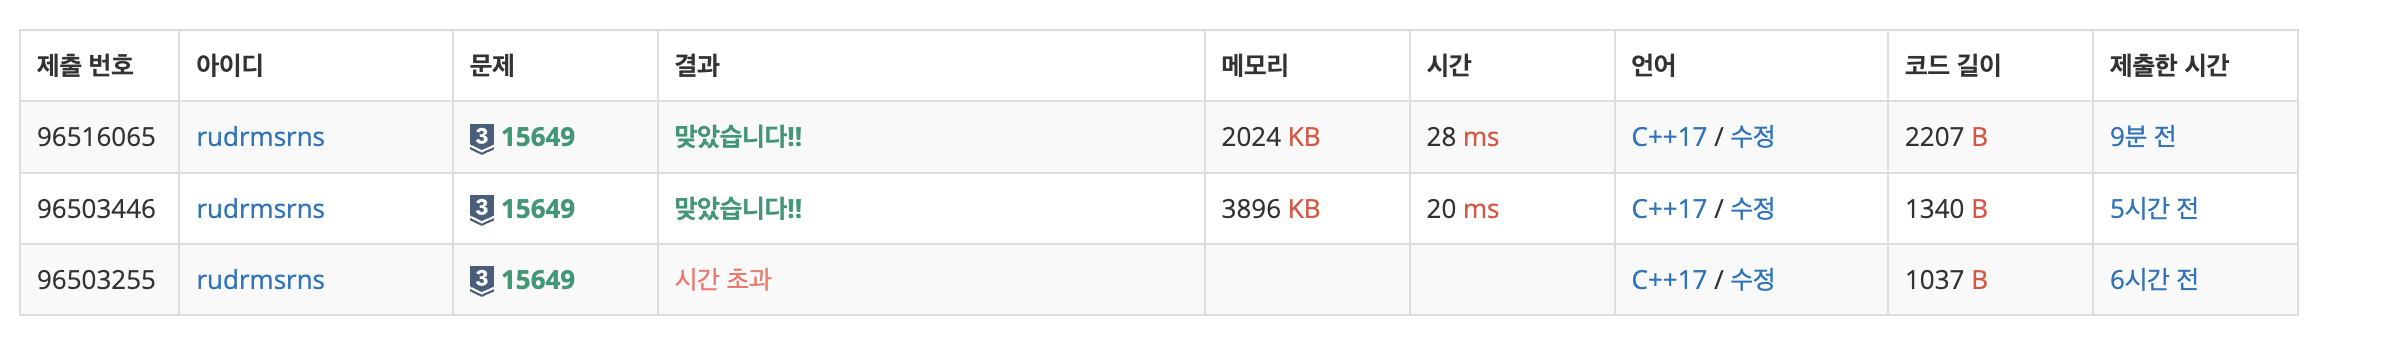 제출 번호 아이디 문제 결과 메모리 시간 언어 코드 길이 제출한 시간
96516065 rudrmsrns 3 15649 맞았습니다!! 2024 KB 28 ms C++17 / 수정 2207 B 9분 전
96503446 rudrmsrns 3 15649 맞았습니다!! 3896 KB 20 ms C++17 / 수정 1340 B 5시간 전
96503255 rudrmsrns 3 15649 시간 초과 C++17 / 수정 1037 B 6시간 전